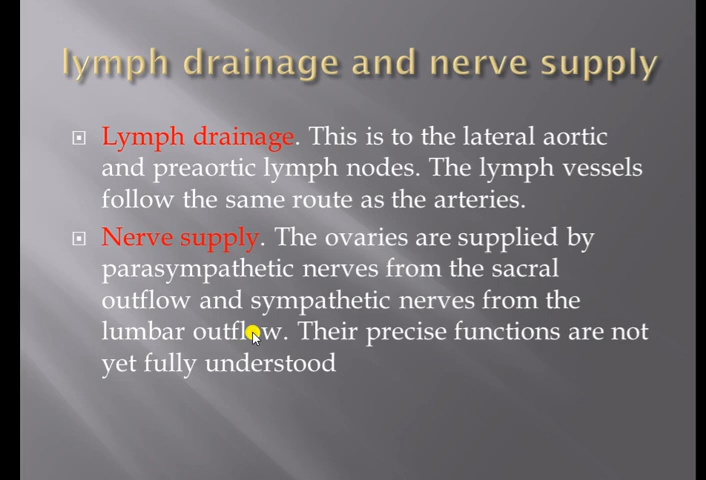 lymph drainage and nerve supply
Lymph drainage. This is to the lateral aortic
and preaortic lymph nodes. The lymph vessels
follow the same route as the arteries.
Nerve supply. The ovaries are supplied by
parasympathetic nerves from the sacral
outflow and sympathetic nerves from the
lumbar outflow. Their precise functions are not
yet fully understood